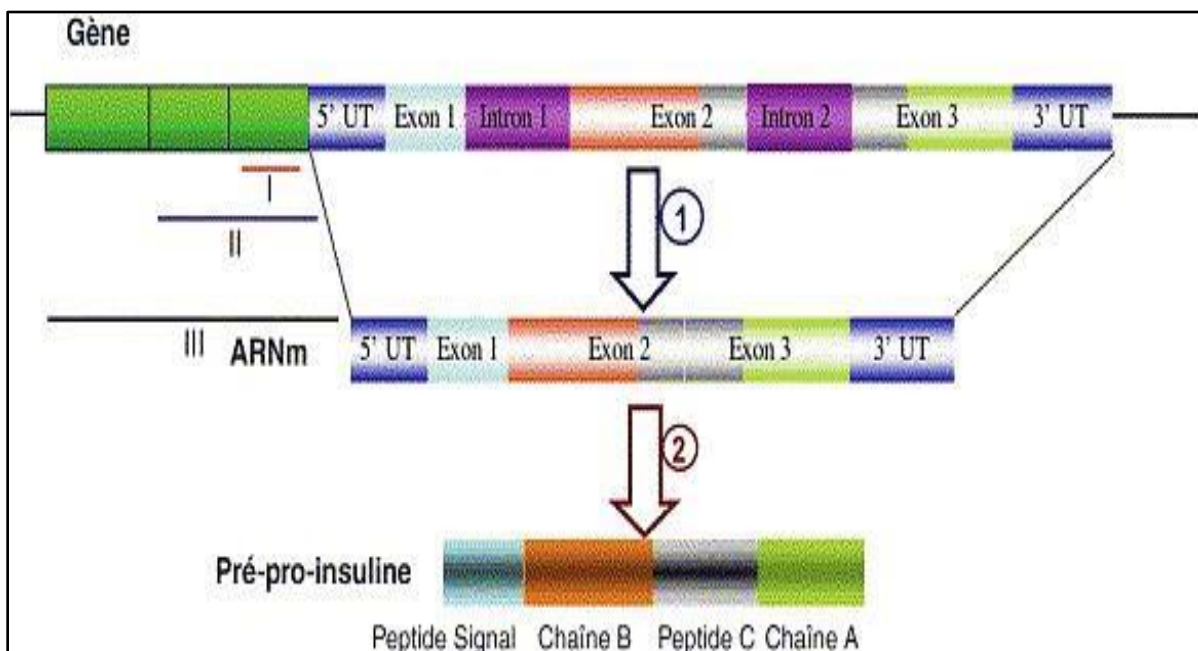 Gène
5' UT Exon 1 Intron 1 Exon 2 Intron 2 Exon 3 3' UT
I
1
II
III ARNm 5' UT Exon 1 Exon 2 Exon 3 3' UT
2
Pré-pro-insuline
Peptide Signal Chaîne B Peptide C Chaîne A